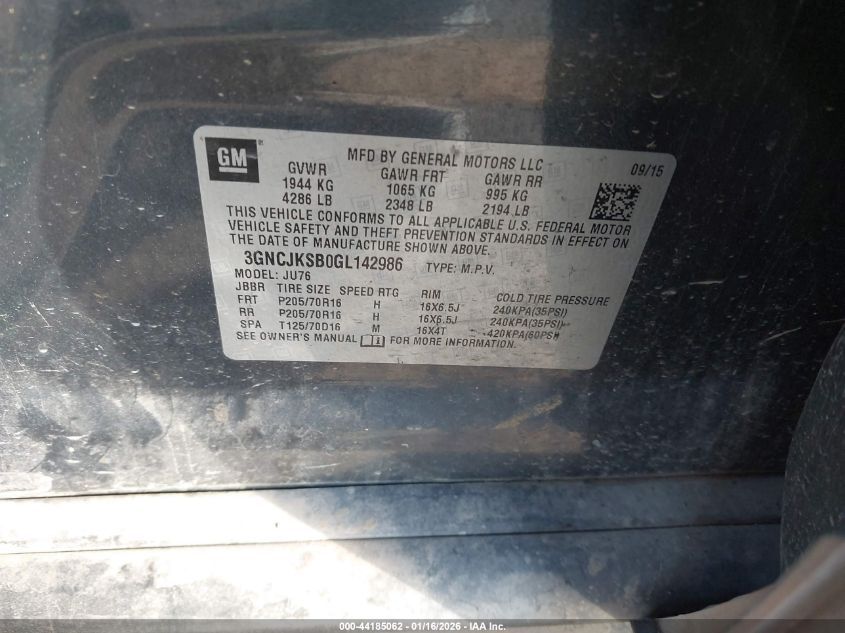 GM
MFD BY GENERAL MOTORS LLC 09/15
GVWR GAWR FRT GAWR RR
1944 KG 1065 KG 995 KG
4286 LB 2348 LB 2194 LB
THIS VEHICLE CONFORMS TO ALL APPLICABLE U.S. FEDERAL MOTOR
VEHICLE SAFETY AND THEFT PREVENTION STANDARDS IN EFFECT ON
THE DATE OF MANUFACTURE SHOWN ABOVE.
3GNCJKSB0GL142986 TYPE: M.P.V.
MODEL: JU76
JBBR TIRE SIZE SPEED RTG RIM COLD TIRE PRESSURE
FRT P205/70R16 H 16X6.5J 240KPA(35PSI)
RR P205/70R16 H 16X6.5J 240KPA(35PSI)
SPA T125/70D16 M 16X4T 420KPA(60PSI)
SEE OWNER'S MANUAL FOR MORE INFORMATION.
000-44185062 - 01/16/2026 - IAA, Inc.